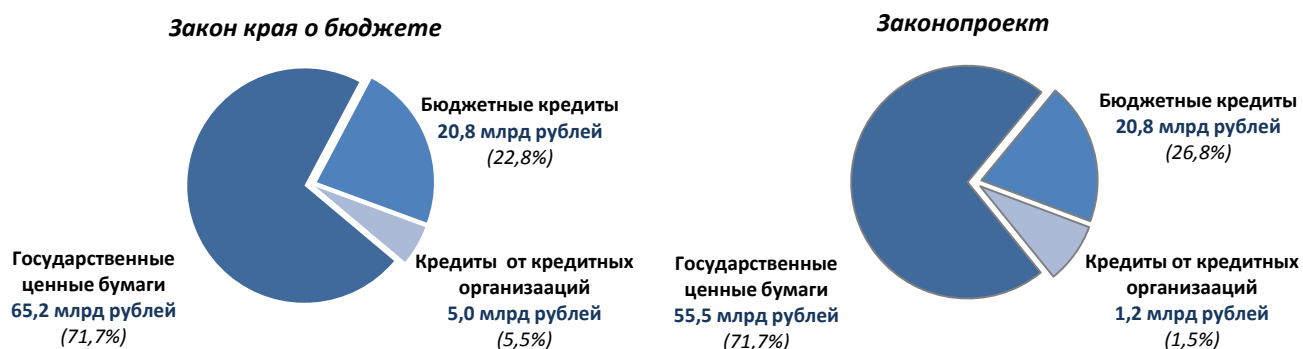 Закон края о бюджете
Бюджетные кредиты
20,8 млрд рублей
(22,8%)
Государственные
ценные бумаги
65,2 млрд рублей
(71,7%)
Кредиты от кредитных
организааций
5,0 млрд рублей
(5,5%)
Законопроект
Бюджетные кредиты
20,8 млрд рублей
(26,8%)
Государственные
ценные бумаги
55,5 млрд рублей
(71,7%)
Кредиты от кредитных
организааций
1,2 млрд рублей
(1,5%)